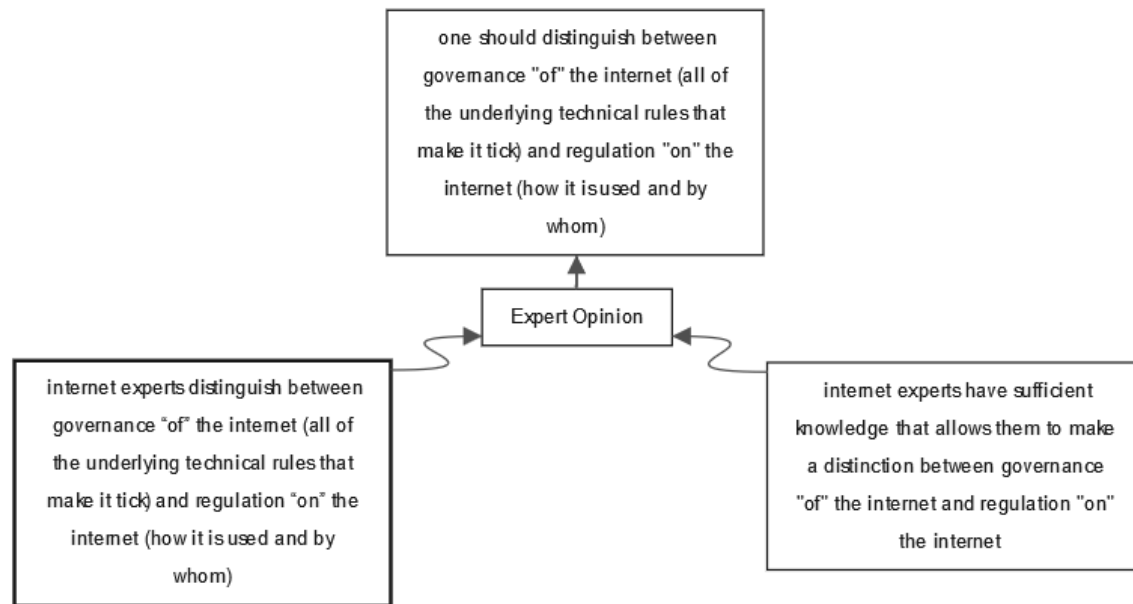 one should distinguish between
governance "of" the internet (all of
the underlying technical rules that
make it tick) and regulation "on" the
internet (how it is used and by
whom)
Expert Opinion
internet experts distinguish between
governance “of” the internet (all of
the underlying technical rules that
make it tick) and regulation “on” the
internet (how it is used and by
whom)
internet experts have sufficient
knowledge that allows them to make
a distinction between governance
"of" the internet and regulation "on"
the internet